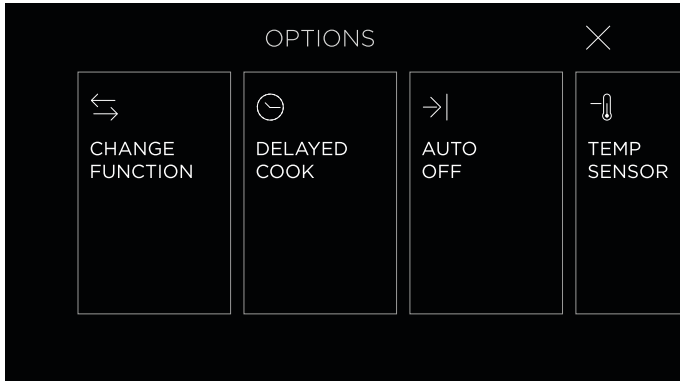 OPTIONS
CHANGE
FUNCTION
DELAYED
COOK
AUTO
OFF
TEMP
SENSOR